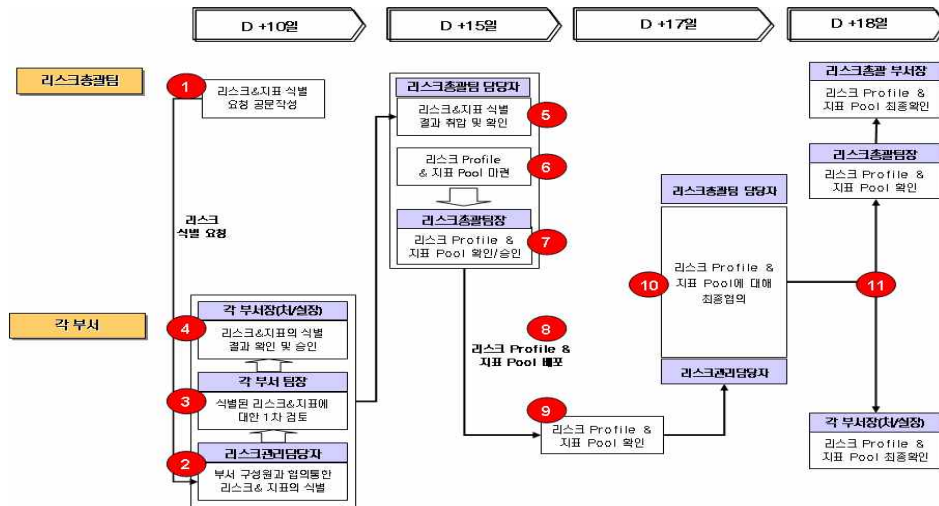 D +10일
D +15일
D +17일
D +18일
리스크총괄팀
1
리스크&지표 식별
요청 공문작성
리스크
식별 요청
각 부서
4
각 부서장(처/실장)
리스크&지표의 식별
결과 확인 및 승인
3
각 부서 팀장
식별된 리스크&지표에
대한 1차 검토
2
리스크관리담당자
부서 구성원과 협의통한
리스크& 지표의 식별
리스크총괄팀 담당자
리스크&지표 식별
결과 취합 및 확인
5
리스크 Profile
& 지표 Pool 마련
6
리스크총괄팀장
리스크 Profile &
지표 Pool 확인/승인
7
8
리스크 Profile &
지표 Pool 배포
9
리스크 Profile &
지표 Pool 확인
리스크총괄팀 담당자
10
리스크 Profile &
지표 Pool에 대해
최종협의
리스크관리담당자
리스크총괄 부서장
리스크 Profile &
지표 Pool 최종확인
리스크총괄팀장
리스크 Profile &
지표 Pool 확인
11
각 부서장(처/실장)
리스크 Profile &
지표 Pool 최종확인